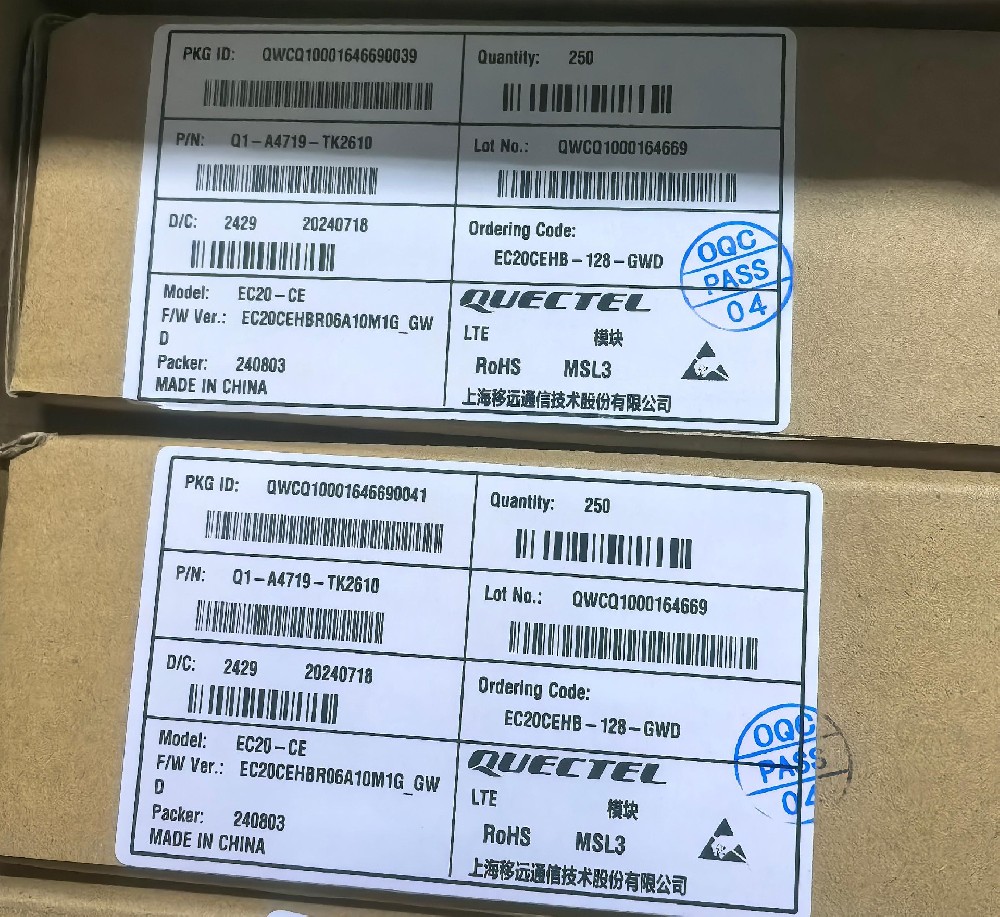 PKG ID: QWCQ10001646690039
Quantity: 250
P/N: Q1-A4719-TK2610
Lot No.: QWCQ1000164669
D/C: 2429 20240718
Ordering Code:
EC20CEHB-128-GWD
OQC
PASS
04
Model: EC20-CE
F/W Ver.: EC20CEHBR06A10M1G_GW
D
Packer: 240803
MADE IN CHINA
QUECTEL
LTE 模块
RoHS MSL3
上海移远通信技术股份有限公司
PKG ID: QWCQ10001646690041
Quantity: 250
P/N: Q1-A4719-TK2610
Lot No.: QWCQ1000164669
D/C: 2429 20240718
Ordering Code:
EC20CEHB-128-GWD
OQC
PASS
04
Model: EC20-CE
F/W Ver.: EC20CEHBR06A10M1G_GW
D
Packer: 240803
MADE IN CHINA
QUECTEL
LTE 模块
RoHS MSL3
上海移远通信技术股份有限公司